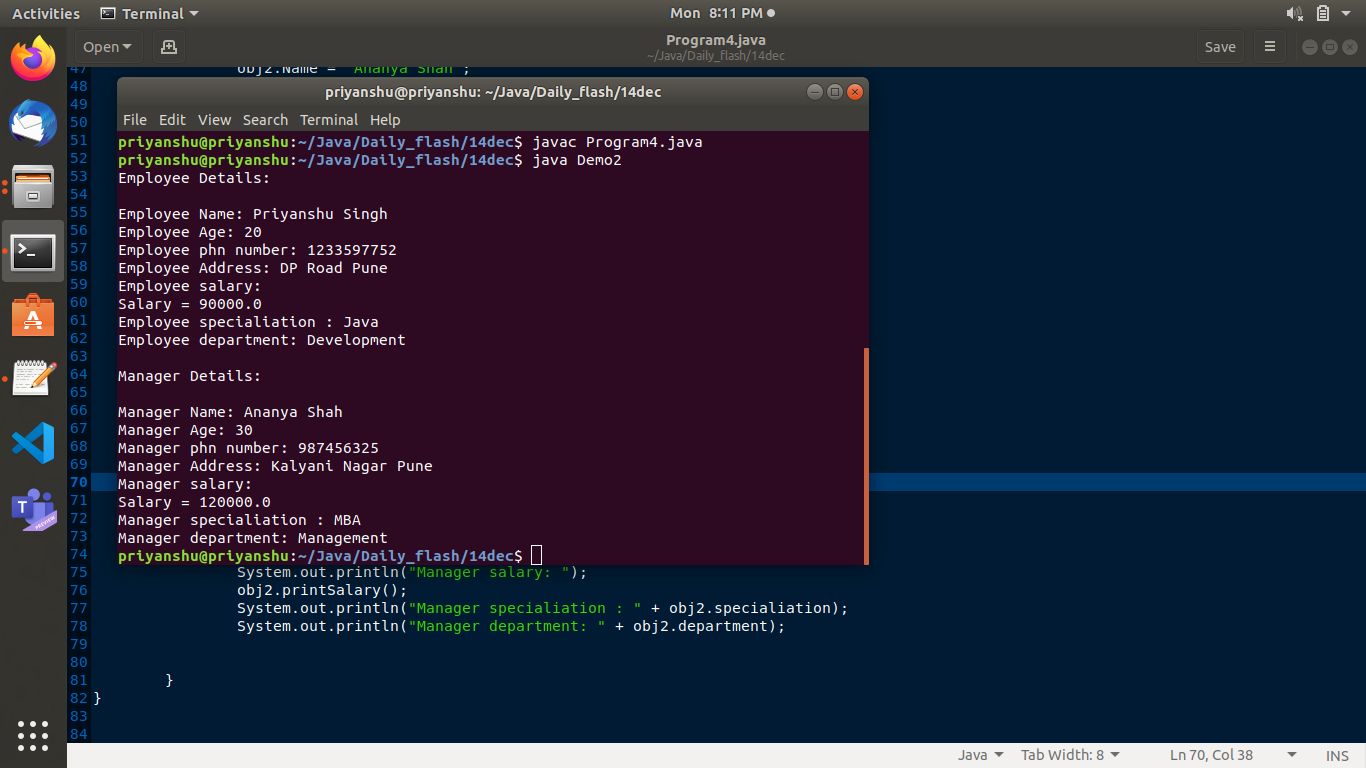 Activities
Terminal
Mon 8:11 PM
Open
Program4.java
~/Java/Daily_flash/14dec
Save
47 obj2.Name = "Ananya Shah";
48
49
50
51
52
53
54
55
56
57
58
59
60
61
62
63
64
65
66
67
68
69
70
71
72
73
74
priyanshu@priyanshu: ~/Java/Daily_flash/14dec
File Edit View Search Terminal Help
priyanshu@priyanshu:~/Java/Daily_flash/14dec$ javac Program4.java
priyanshu@priyanshu:~/Java/Daily_flash/14dec$ java Demo2
Employee Details:
Employee Name: Priyanshu Singh
Employee Age: 20
Employee phn number: 1233597752
Employee Address: DP Road Pune
Employee salary:
Salary = 90000.0
Employee specialiation : Java
Employee department: Development
Manager Details:
Manager Name: Ananya Shah
Manager Age: 30
Manager phn number: 987456325
Manager Address: Kalyani Nagar Pune
Manager salary:
Salary = 120000.0
Manager specialiation : MBA
Manager department: Management
priyanshu@priyanshu:~/Java/Daily_flash/14dec$
75 System.out.println("Manager salary: ");
76 obj2.printSalary();
77 System.out.println("Manager specialiation : " + obj2.specialiation);
78 System.out.println("Manager department: " + obj2.department);
79
80
81 }
82 }
83
84
Java
Tab Width: 8
Ln 70, Col 38
INS
T
PREVIEW